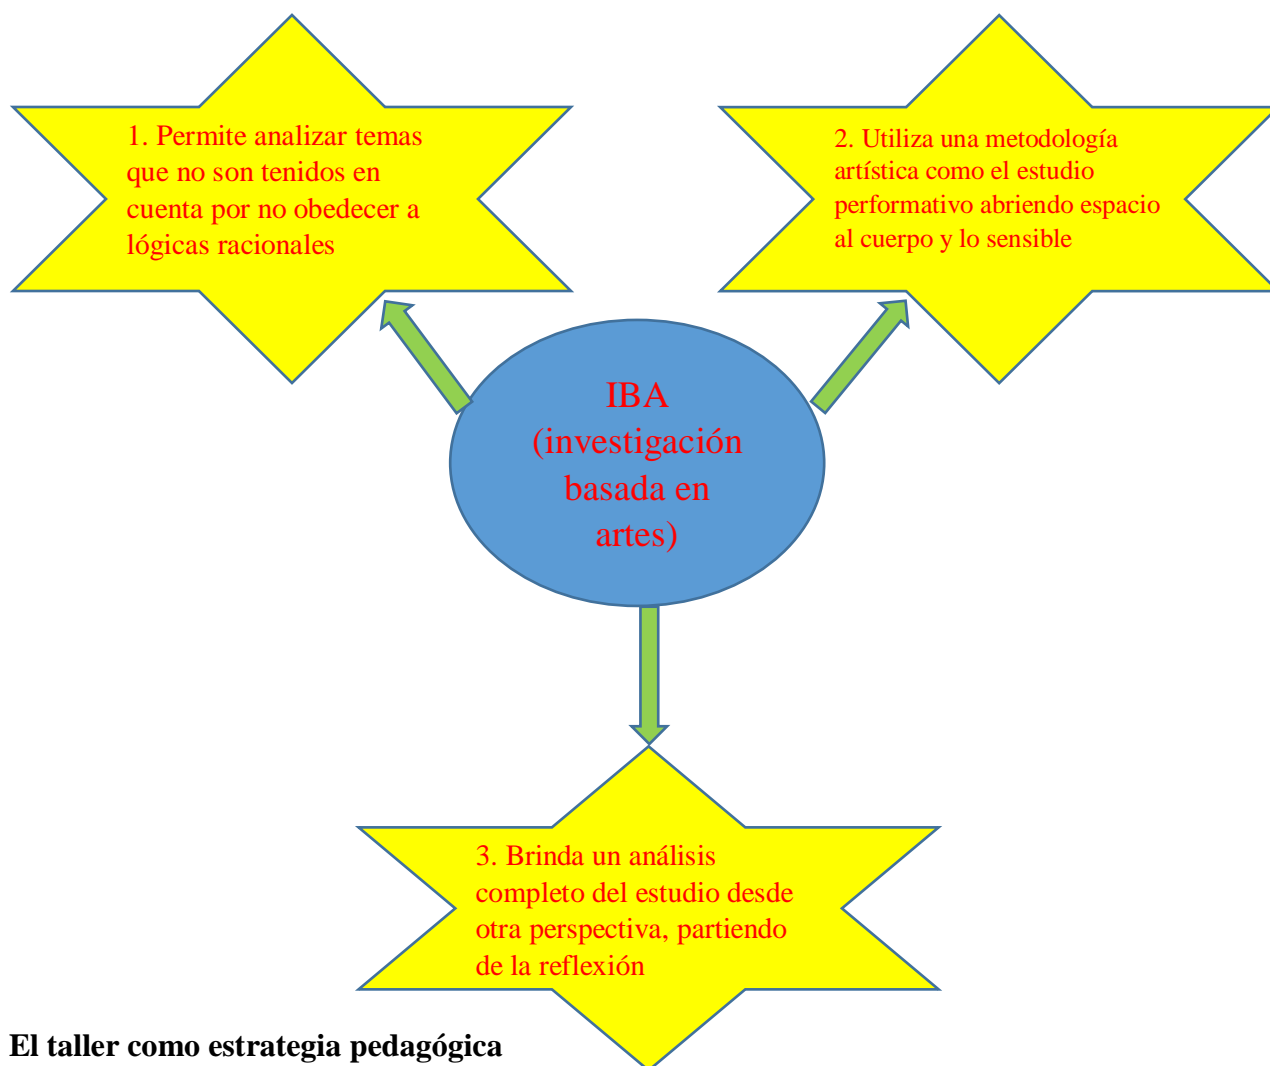 1. Permite analizar temas
que no son tenidos en
cuenta por no obedecer a
lógicas racionales
2. Utiliza una metodología
artística como el estudio
performativo abriendo espacio
al cuerpo y lo sensible
IBA
(investigación
basada en
artes)
3. Brinda un análisis
completo del estudio desde
otra perspectiva, partiendo
de la reflexión
El taller como estrategia pedagógica